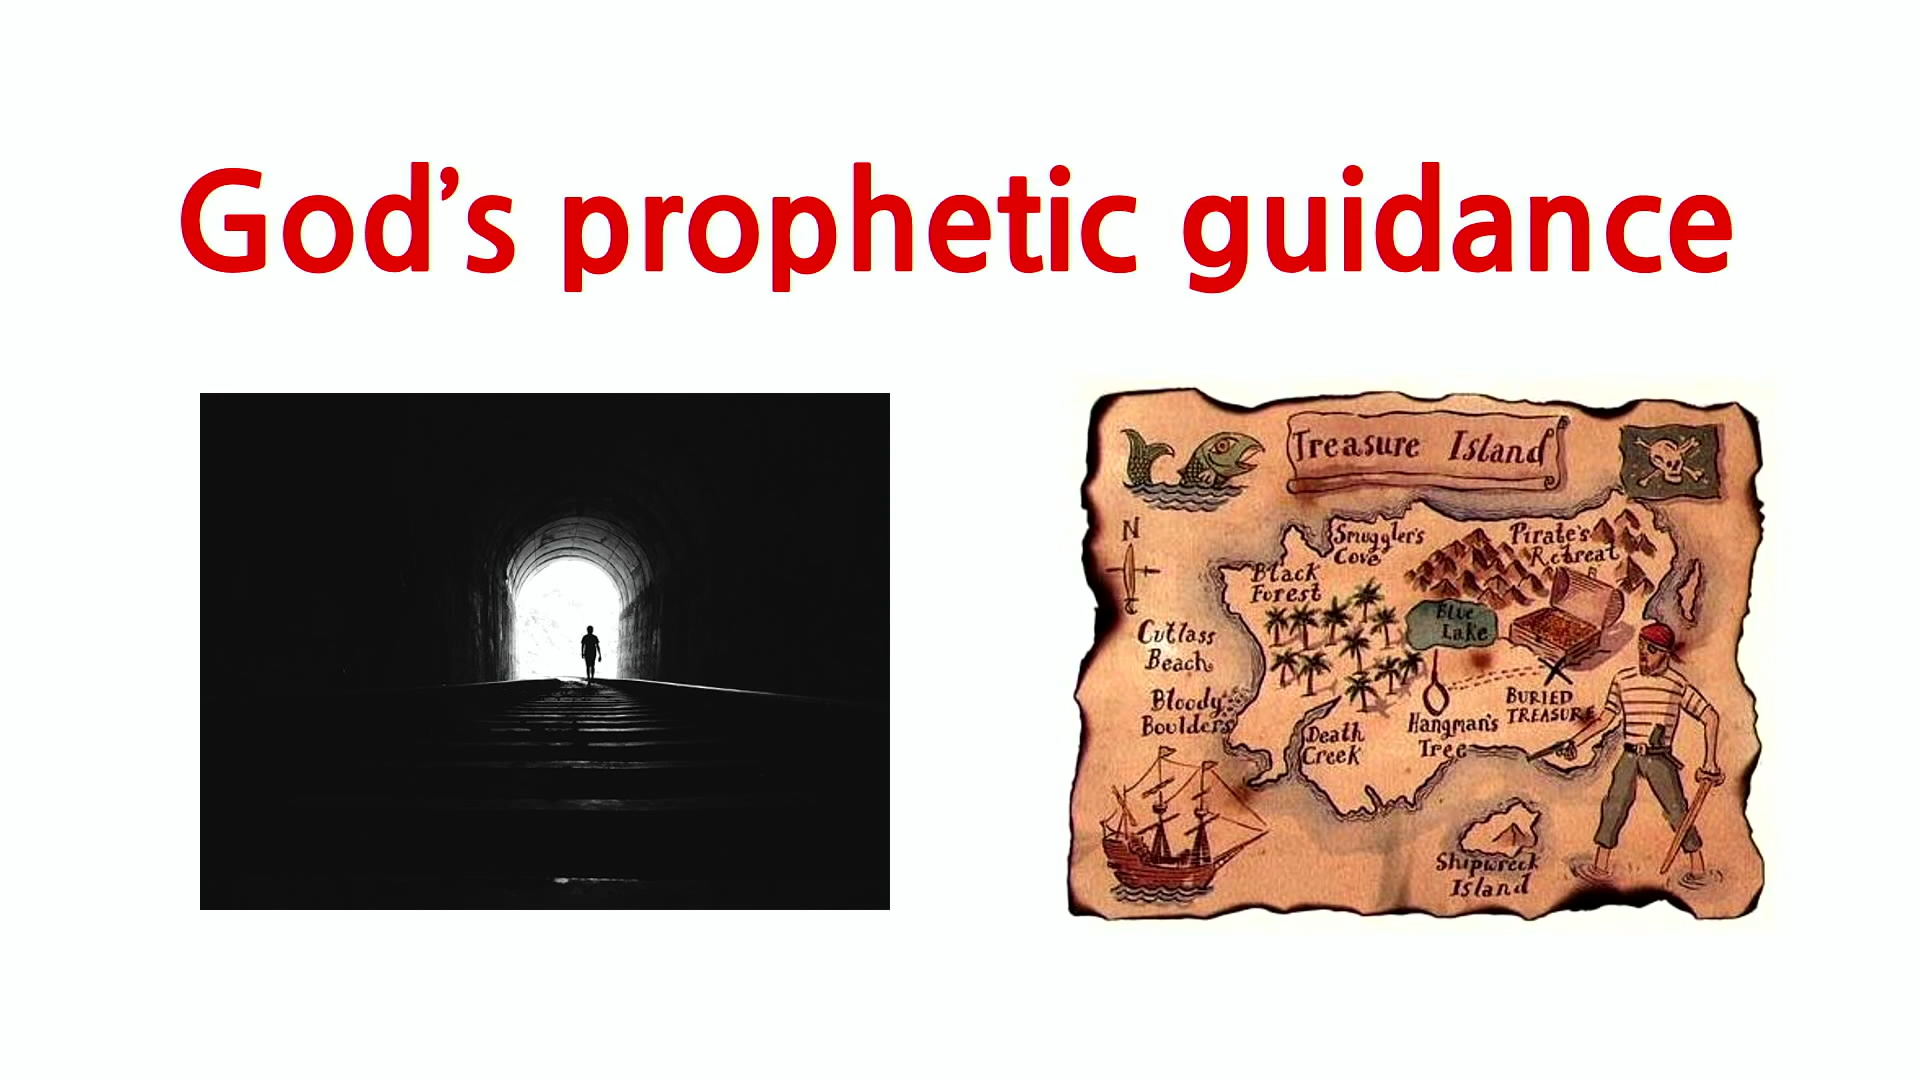 God’s prophetic guidance
Treasure Island
N
Smuggler's
Cove
Pirate's
Retreat
Black
Forest
Blue
Lake
Cutlass
Beach
Bloody
Boulders
BURIED
TREASURE
Hangman's
Tree
Death
Creek
Shipwreck
Island